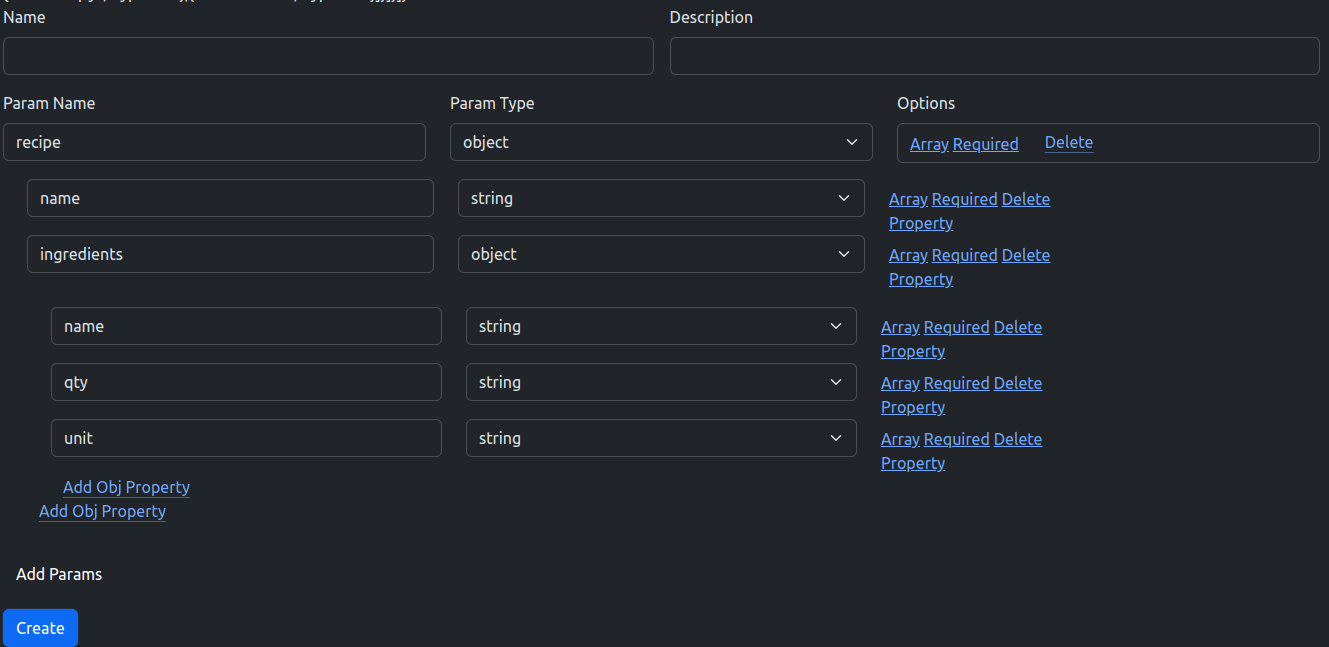 Name Description
Param Name Param Type Options
recipe object Array Required Delete
name string Array Required Delete
Property
ingredients object Array Required Delete
Property
name string Array Required Delete
Property
qty string Array Required Delete
Property
unit string Array Required Delete
Property
Add Obj Property
Add Obj Property
Add Params
Create